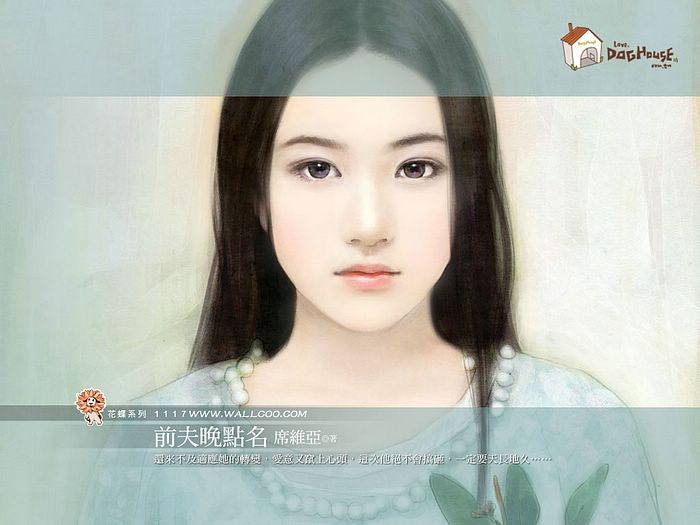 Love.
DOGHOUSE
花蝶系列 1117 WWW.WALLCOO.COM
前夫晚點名 席維亞◎著
還來不及適應她的轉變，愛意又竄上心頭，這次他絕不會搞砸，一定要天長地久……